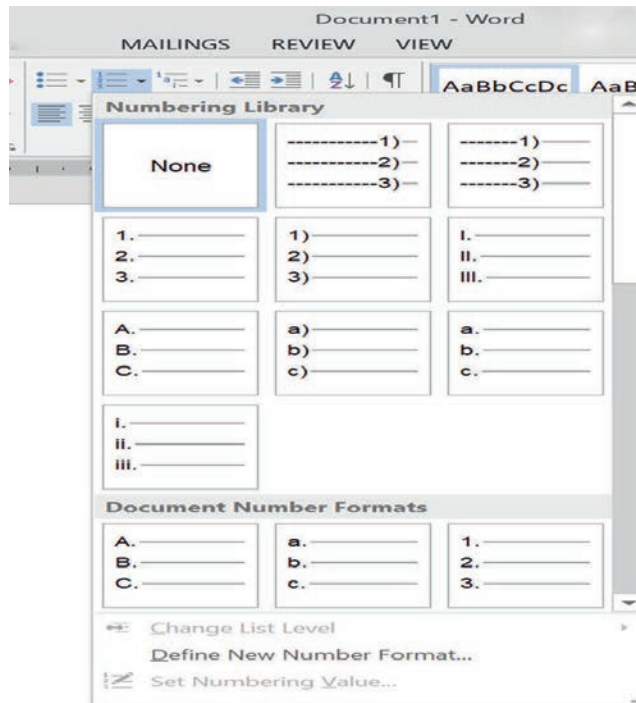 Document1 - Word
MAILINGS REVIEW VIEW
AaBbCcDc AaB
Numbering Library
None
-----------1)
-----------2)
-----------3)
-------1)
-------2)
-------3)
1.
2.
3.
1)
2)
3)
I.
II.
III.
A.
B.
C.
a)
b)
c)
a.
b.
c.
i.
ii.
iii.
Document Number Formats
A.
B.
C.
a.
b.
c.
1.
2.
3.
Change List Level
Define New Number Format...
Set Numbering Value...